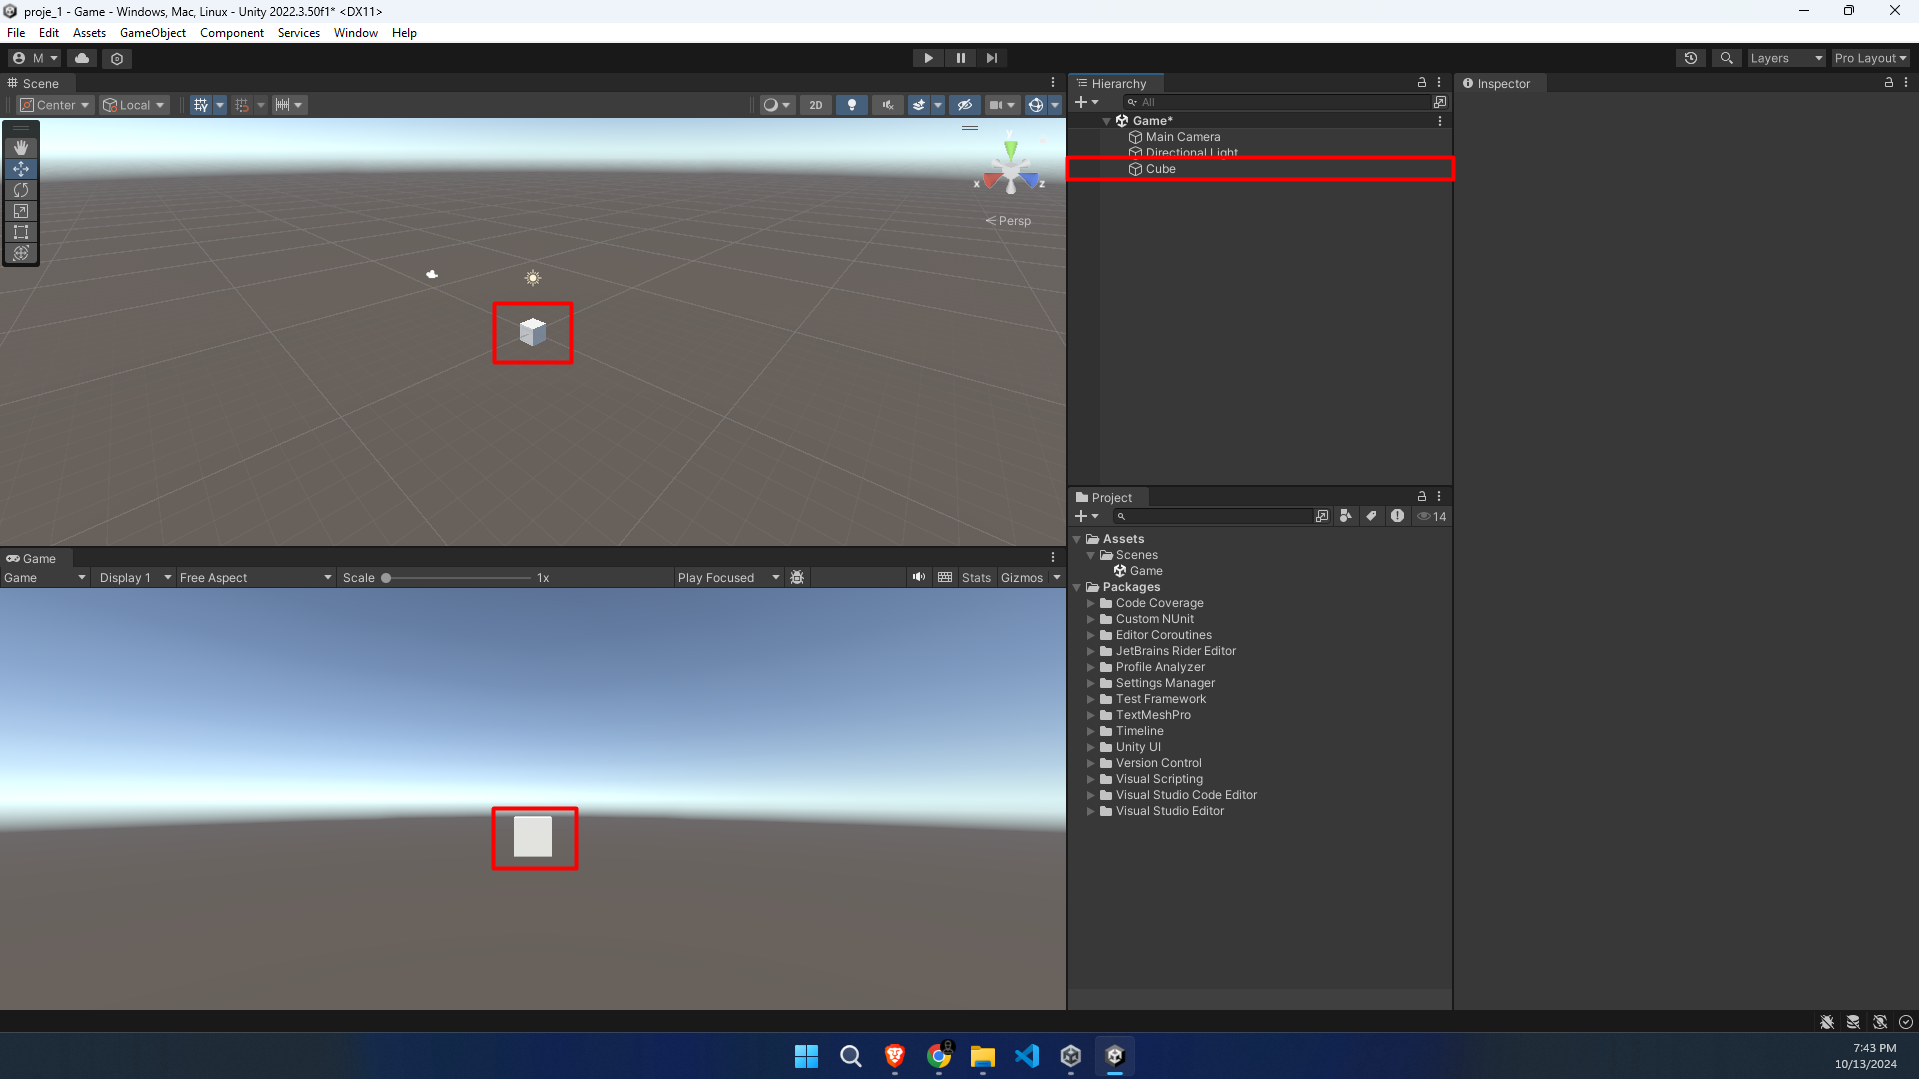 proje_1 - Game - Windows, Mac, Linux - Unity 2022.3.50f1* <DX11>
File Edit Assets GameObject Component Services Window Help
M
Layers
Pro Layout
Scene
Center
Local
2D
y
x
z
Persp
Hierarchy
All
Game*
Main Camera
Directional Light
Cube
Inspector
Game
Game
Display 1
Free Aspect
Scale
1x
Play Focused
Stats
Gizmos
Project
14
Assets
Scenes
Game
Packages
Code Coverage
Custom NUnit
Editor Coroutines
JetBrains Rider Editor
Profile Analyzer
Settings Manager
Test Framework
TextMeshPro
Timeline
Unity UI
Version Control
Visual Scripting
Visual Studio Code Editor
Visual Studio Editor
7:43 PM
10/13/2024